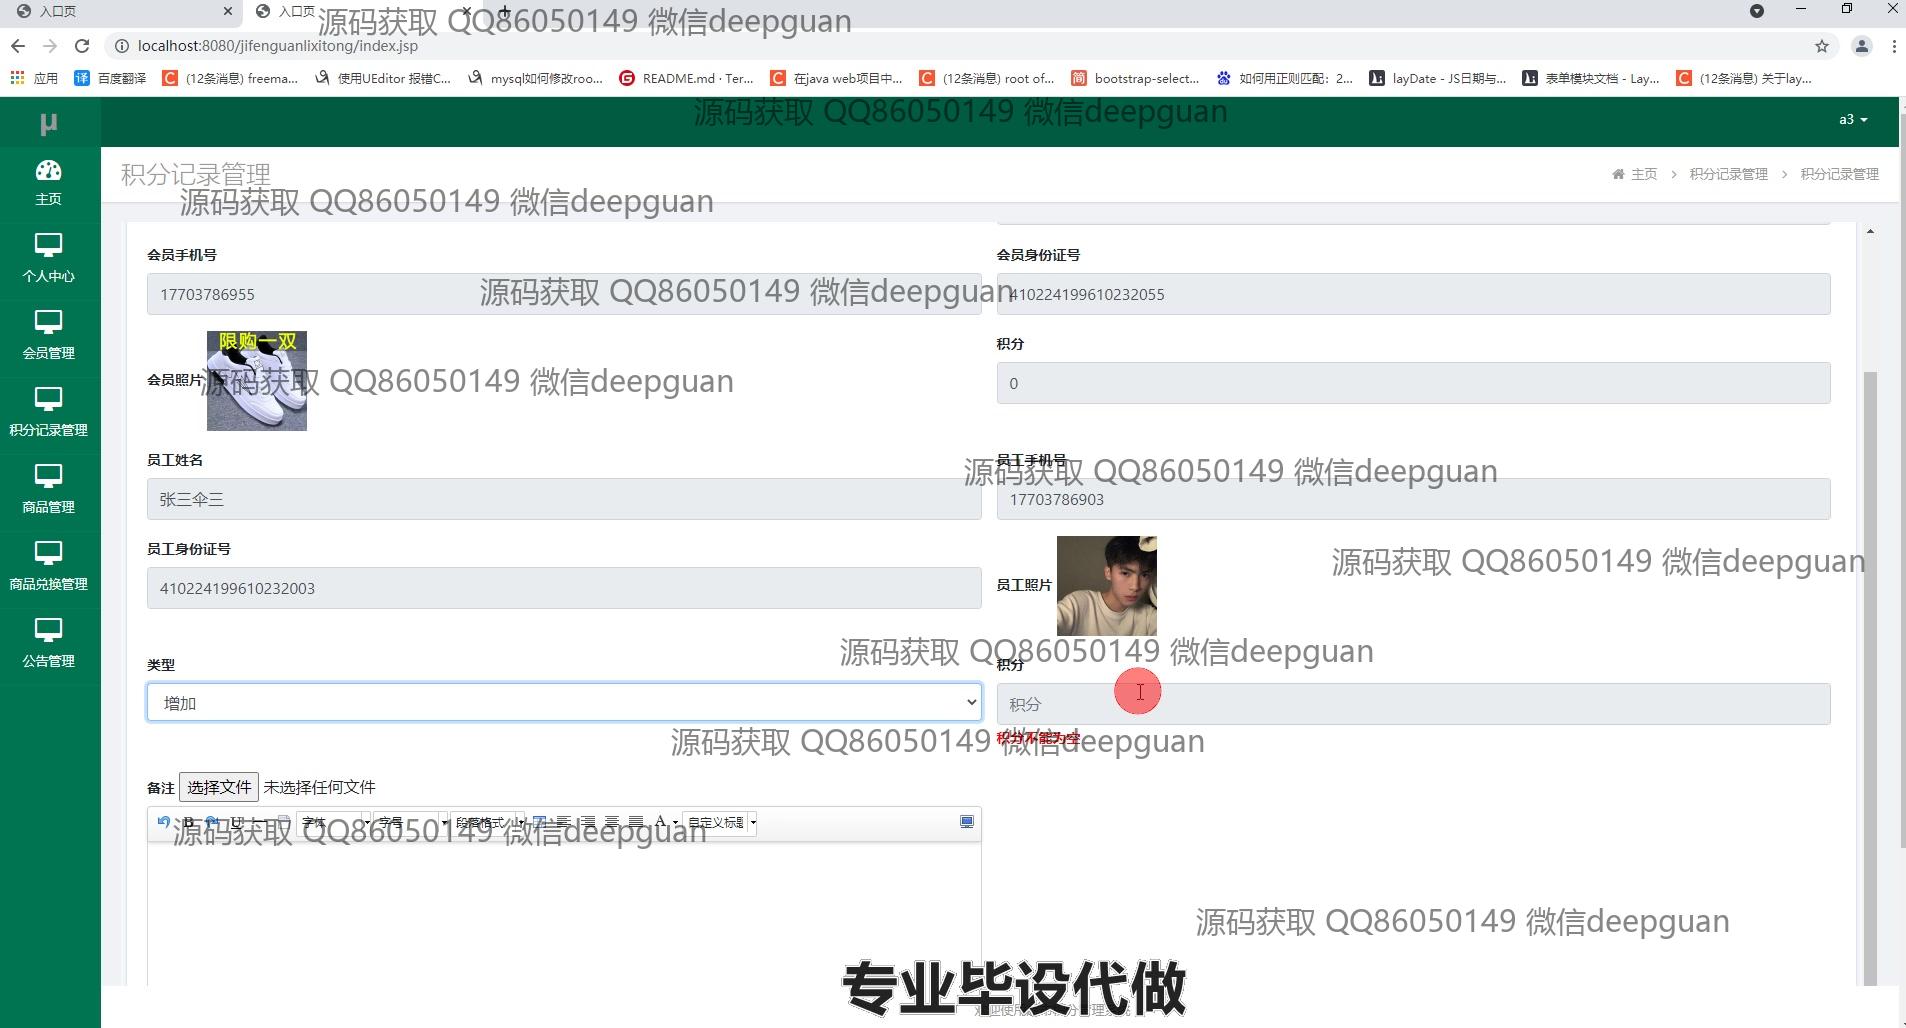 入口页
入口页
源码获取 QQ86050149 微信deepguan
localhost:8080/jifenguanlixitong/index.jsp
应用 百度翻译 (12条消息) freema... 使用UEditor 报错C... mysql如何修改roo... README.md · Ter... 在java web项目中... (12条消息) root of... bootstrap-select... 如何用正则匹配：2... layDate - JS日期与... 表单模块文档 - Lay... (12条消息) 关于lay...
源码获取 QQ86050149 微信deepguan
μ
a3
主页
个人中心
会员管理
积分记录管理
商品管理
商品兑换管理
公告管理
积分记录管理
主页 > 积分记录管理 > 积分记录管理
源码获取 QQ86050149 微信deepguan
会员手机号
会员身份证号
17703786955
源码获取 QQ86050149 微信deepguan
410224199610232055
会员照片
限购一双
积分
0
源码获取 QQ86050149 微信deepguan
员工姓名
员工手机号
源码获取 QQ86050149 微信deepguan
张三伞三
17703786903
员工身份证号
410224199610232003
员工照片
源码获取 QQ86050149 微信deepguan
源码获取 QQ86050149 微信deepguan
类型
积分
增加
积分
积分不能为空
源码获取 QQ86050149 微信deepguan
备注 选择文件 未选择任何文件
B U 字体 字号 段落格式 A 自定义标题
源码获取 QQ86050149 微信deepguan
源码获取 QQ86050149 微信deepguan
专业毕设代做